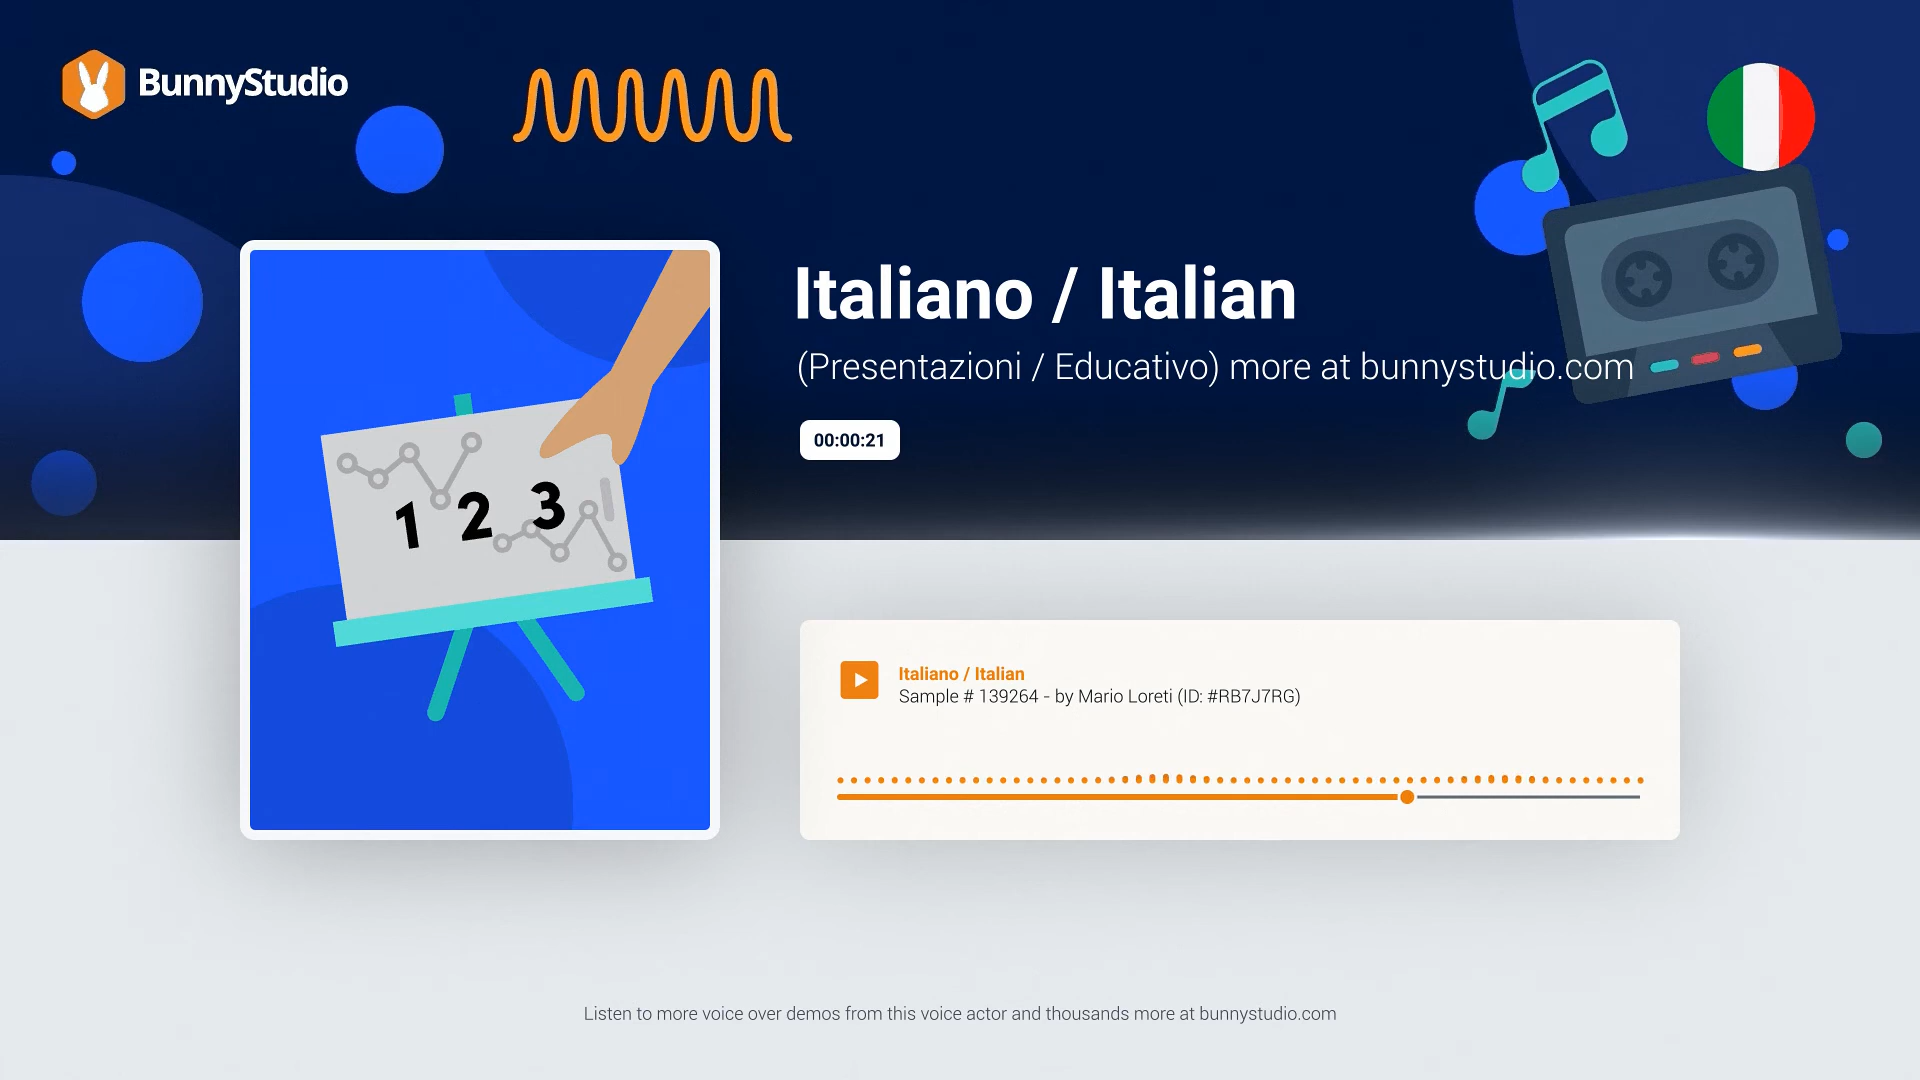 BunnyStudio
Italiano / Italian
(Presentazioni / Educativo) more at bunnystudio.com
00:00:21
1 2 3
Italiano / Italian
Sample # 139264 - by Mario Loreti (ID: #RB7J7RG)
Listen to more voice over demos from this voice actor and thousands more at bunnystudio.com